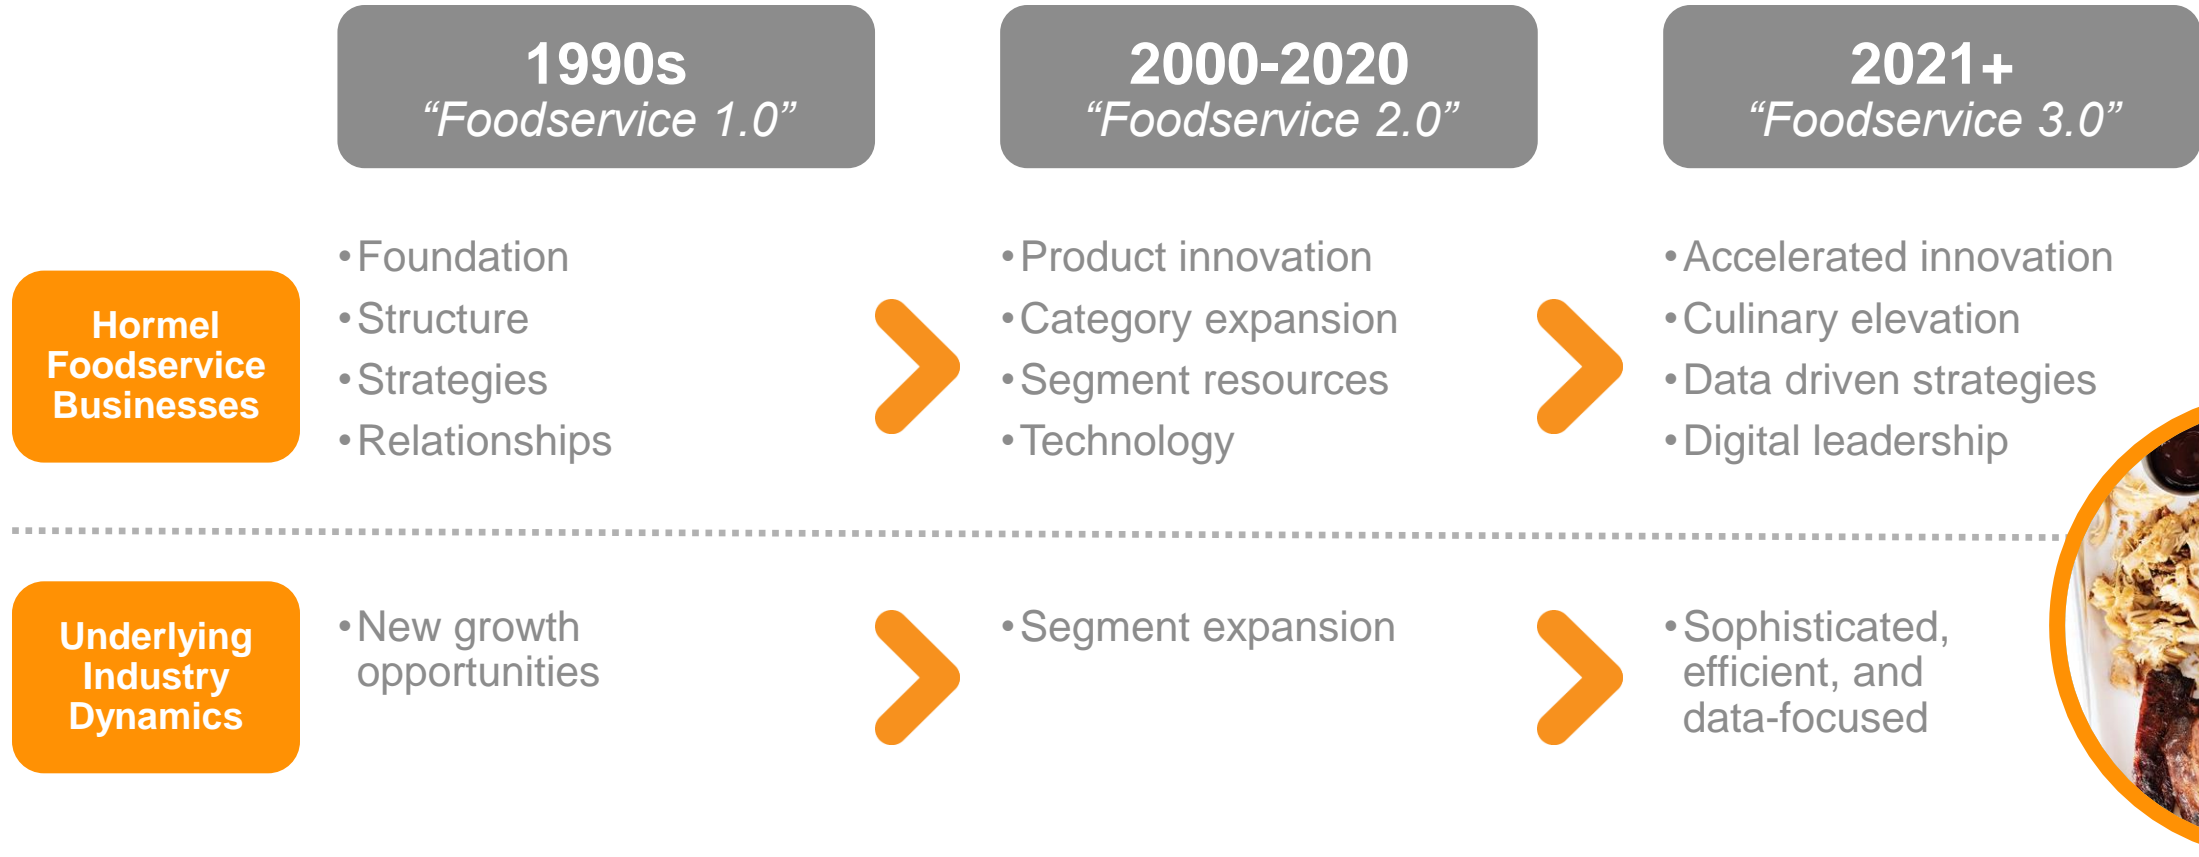 1990s
“Foodservice 1.0”
2000-2020
“Foodservice 2.0”
2021+
“Foodservice 3.0”
Hormel
Foodservice
Businesses
•Foundation
•Structure
•Strategies
•Relationships
•Product innovation
•Category expansion
•Segment resources
•Technology
•Accelerated innovation
•Culinary elevation
•Data driven strategies
•Digital leadership
Underlying
Industry
Dynamics
•New growth
opportunities
•Segment expansion
•Sophisticated,
efficient, and
data-focused